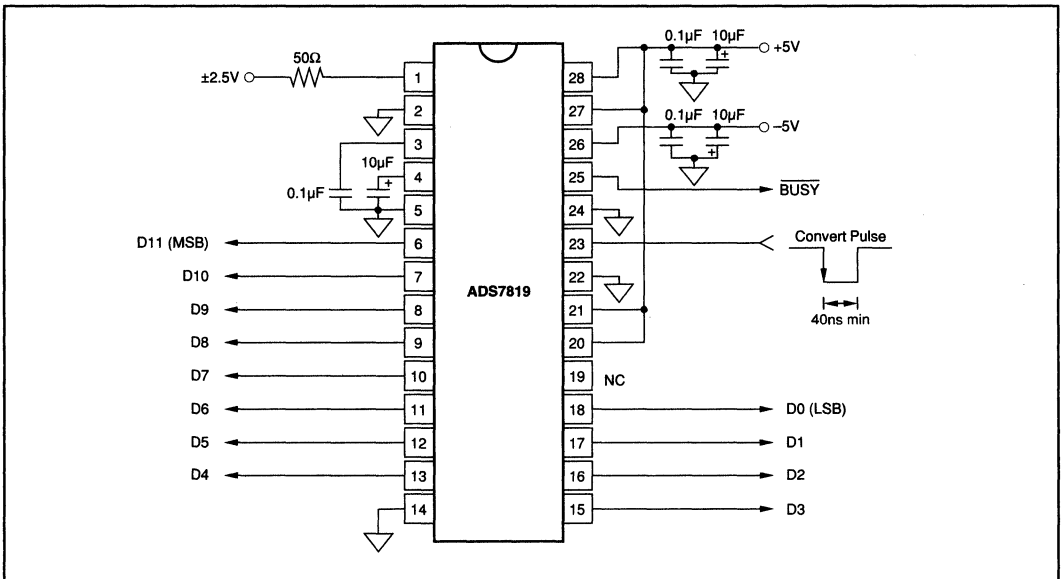 0.1µF 10µF
+
+5V
50Ω
±2.5V
1
28
2
27
0.1µF 10µF
–5V
+
3
26
10µF
+
0.1µF
4
25
BUSY
5
24
D11 (MSB)
6
23
Convert Pulse
40ns min
D10
7
22
ADS7819
D9
8
21
D8
9
20
D7
10
19
NC
D6
11
18
D0 (LSB)
D5
12
17
D1
D4
13
16
D2
14
15
D3